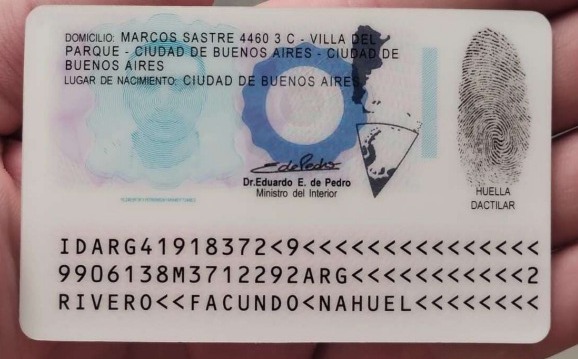 DOMICILIO: MARCOS SASTRE 4460 3 C - VILLA DEL
PARQUE - CIUDAD DE BUENOS AIRES - CIUDAD DE
BUENOS AIRES
LUGAR DE NACIMIENTO: CIUDAD DE BUENOS AIRES
EdePedro
Dr.Eduardo E. de Pedro
Ministro del Interior
HUELLA
DACTILAR
IDARG41918372<9<<<<<<<<<<<<<<<
9906138M3712292ARG<<<<<<<<<<<2
RIVERO<<FACUNDO<NAHUEL<<<<<<<<